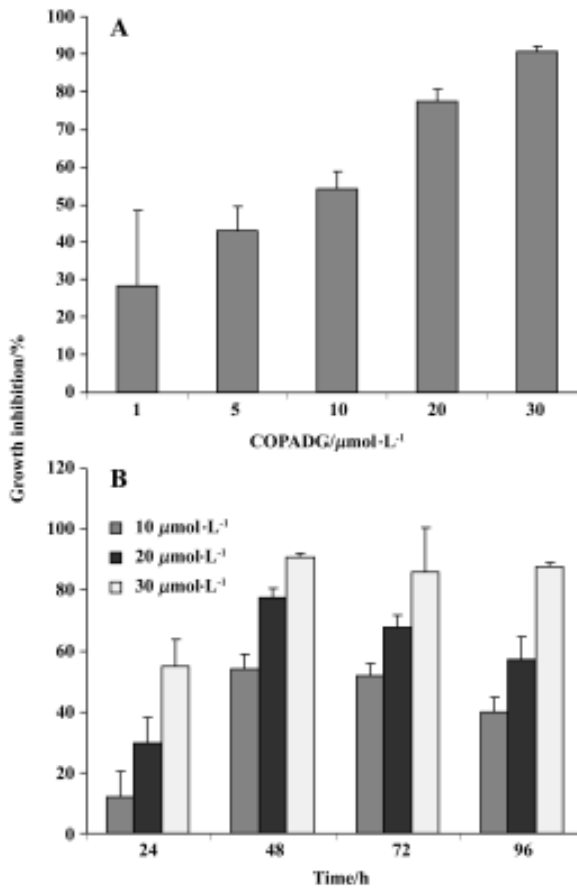 A
100
90
80
70
60
50
40
30
20
10
0
1 5 10 20 30
COPADG/μmol·L⁻¹
Growth inhibition/%
B
120
100
80
60
40
20
0
10 μmol·L⁻¹
20 μmol·L⁻¹
30 μmol·L⁻¹
24 48 72 96
Time/h